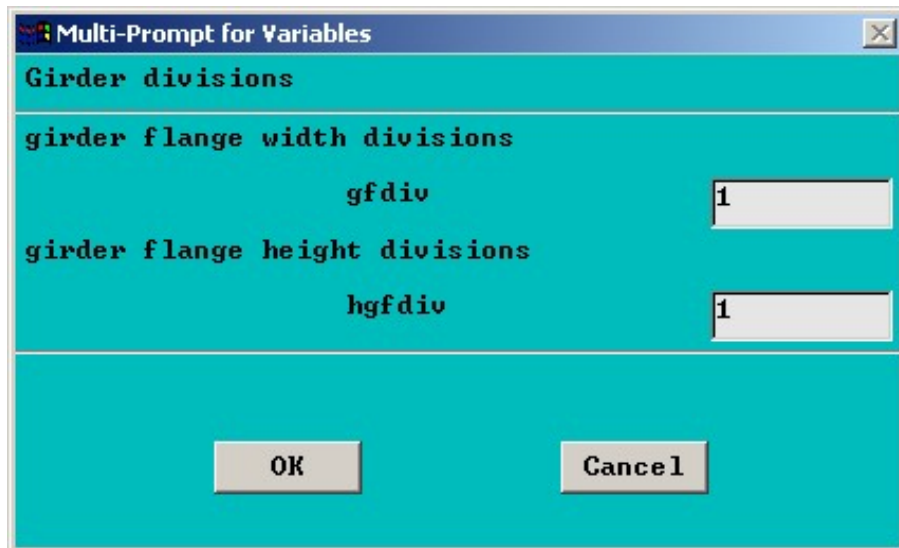 Multi-Prompt for Variables
Girder divisions
girder flange width divisions
gfdiv 1
girder flange height divisions
hgfdiv 1
OK Cancel